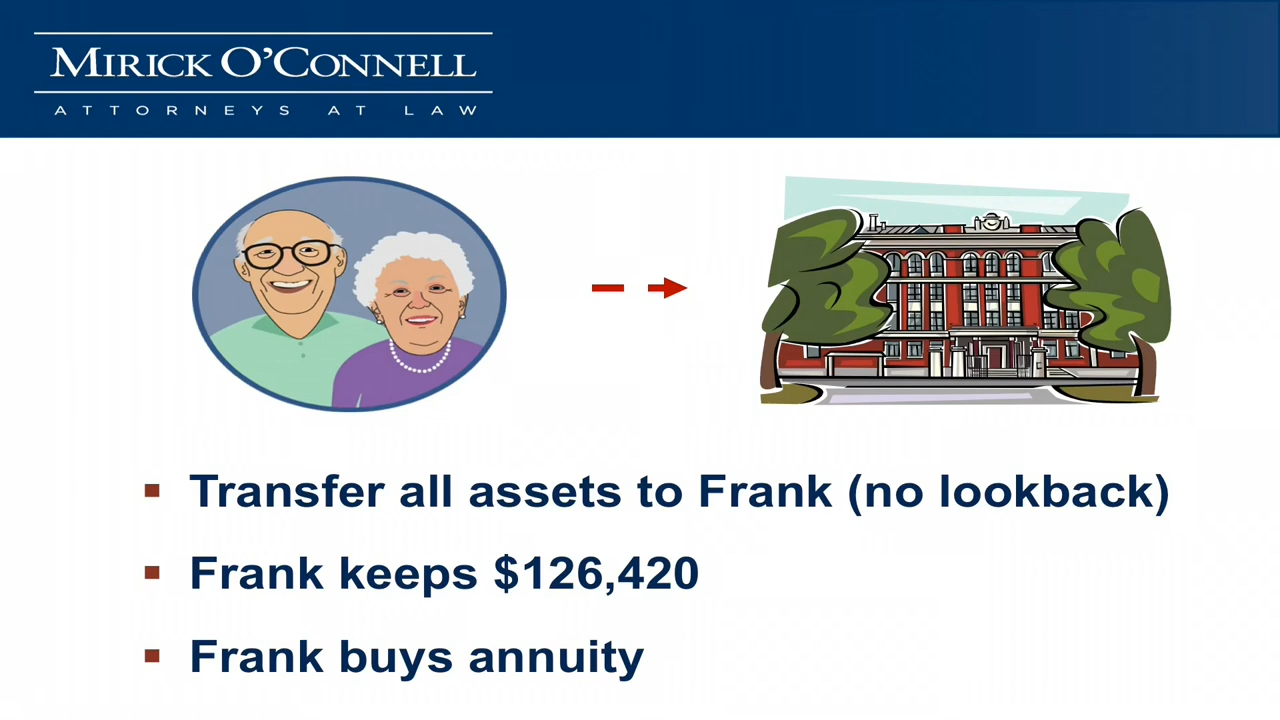 MIRICK O'CONNELL
ATTORNEYS AT LAW
▪ Transfer all assets to Frank (no lookback)
▪ Frank keeps $126,420
▪ Frank buys annuity